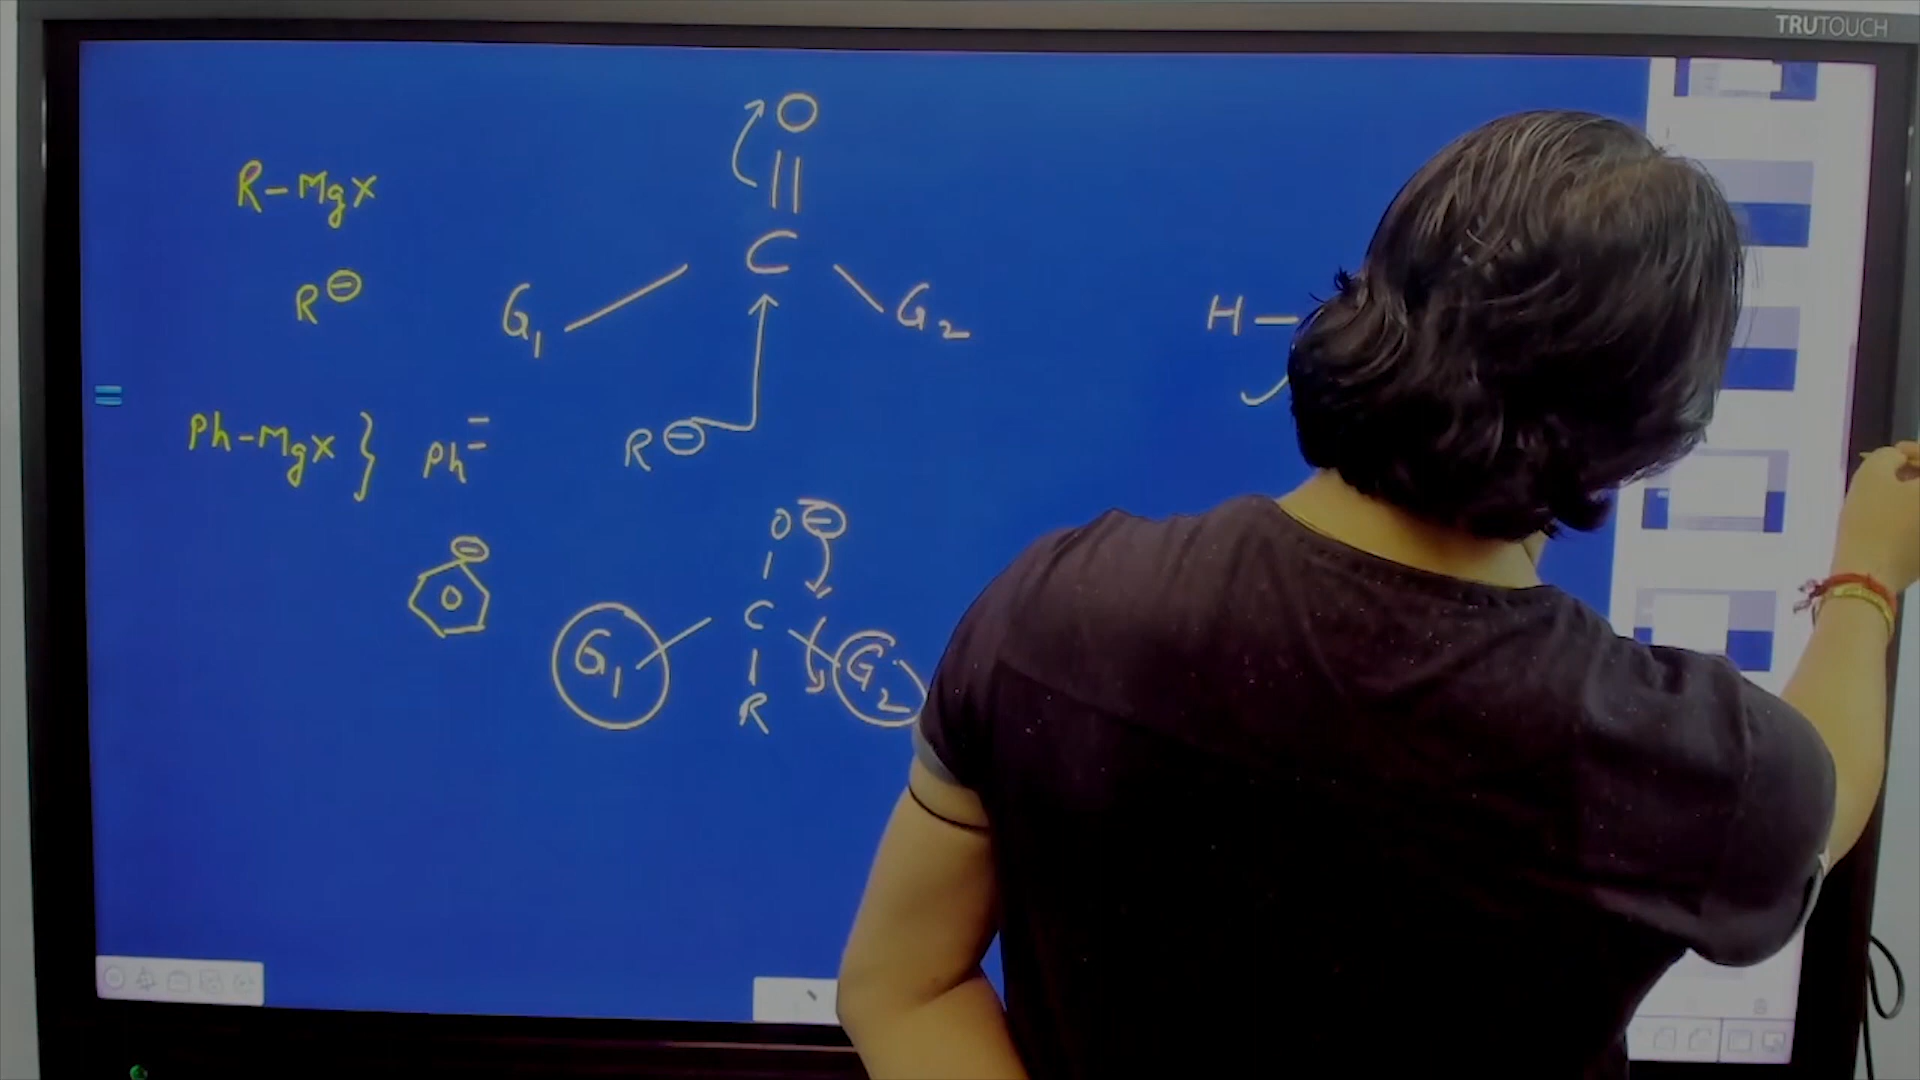 TRUTOUCH
O
R-MgX
C
R⊖
G₁
G₂
H-
Ph-MgX } Ph⁻
R⊖
O⊖
⊖
C
G₁
G₂
R